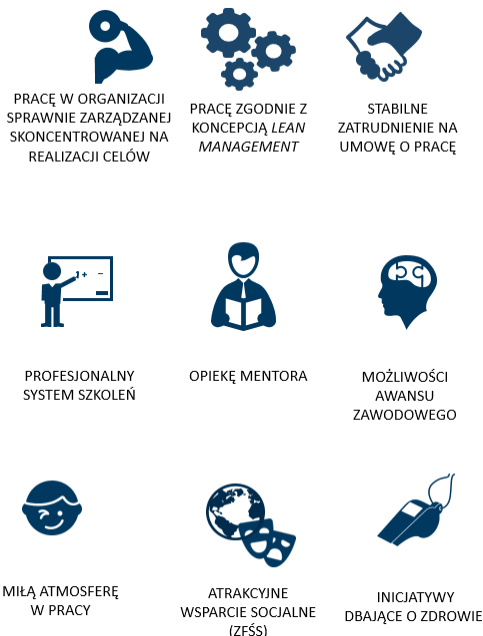 PRACĘ W ORGANIZACJI
SPRAWNIE ZARZĄDZANEJ
SKONCENTROWANEJ NA
REALIZACJI CELÓW
PRACĘ ZGODNIE Z
KONCEPCJĄ LEAN
MANAGEMENT
STABILNE
ZATRUDNIENIE NA
UMOWĘ O PRACĘ
1+ −
PROFESJONALNY
SYSTEM SZKOLEŃ
OPIEKĘ MENTORA
MOŻLIWOŚCI
AWANSU
ZAWODOWEGO
MIŁĄ ATMOSFERĘ
W PRACY
ATRAKCYJNE
WSPARCIE SOCJALNE
(ZFŚS)
INICJATYWY
DBAJĄCE O ZDROWIE